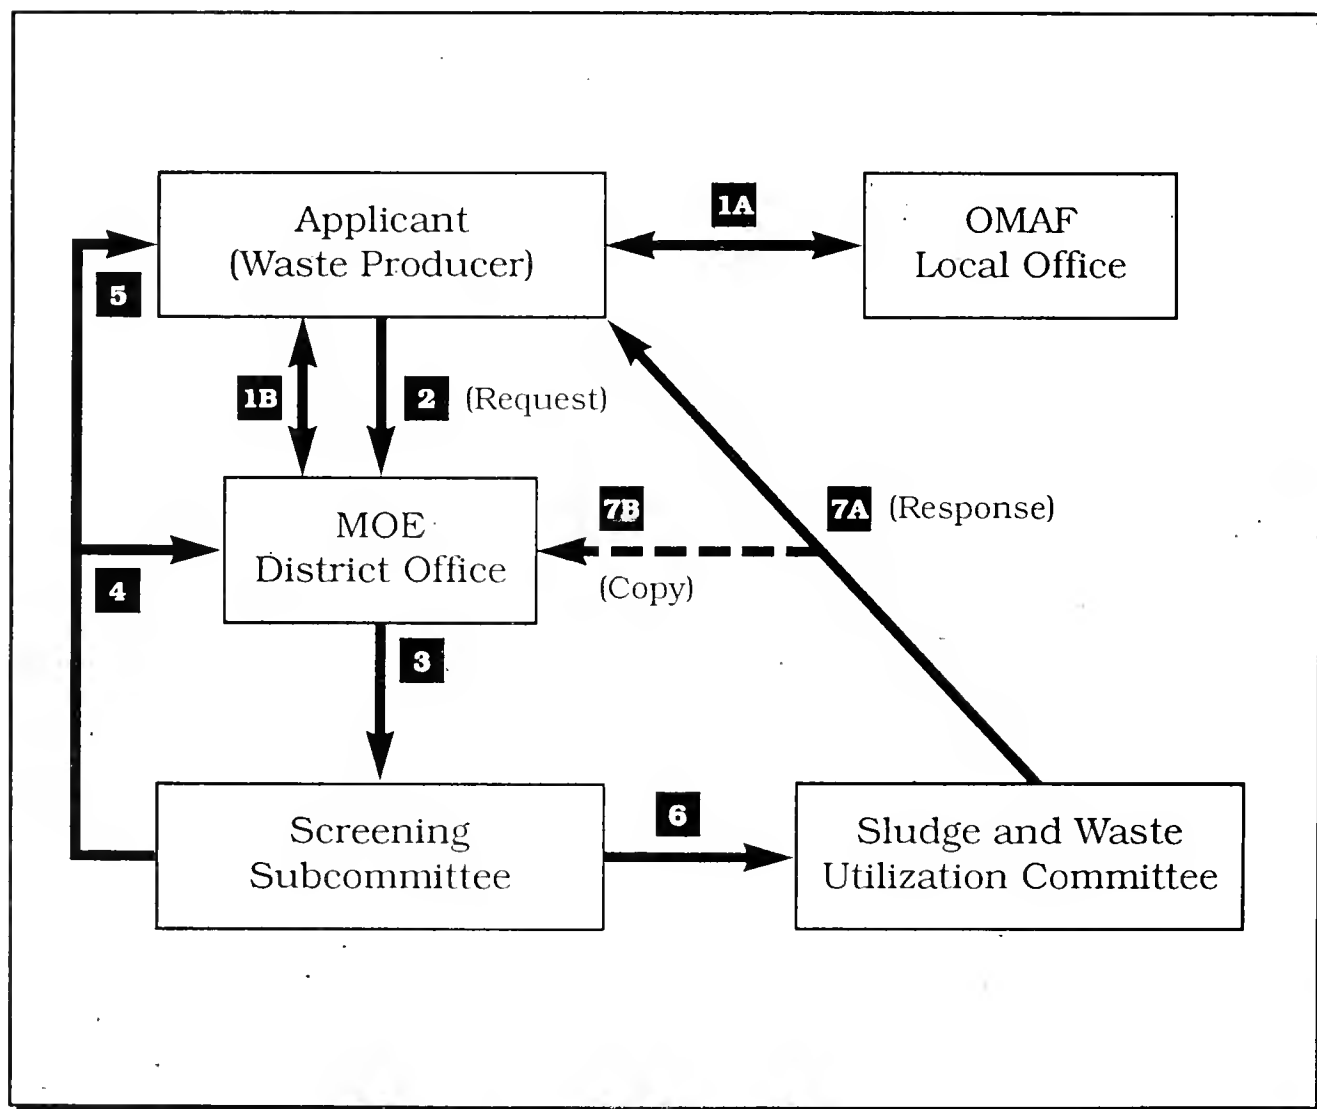 Applicant
(Waste Producer)
1A
OMAF
Local Office
5
1B
2 (Request)
MOE
District Office
7B
(Copy)
7A (Response)
4
3
Screening
Subcommittee
6
Sludge and Waste
Utilization Committee